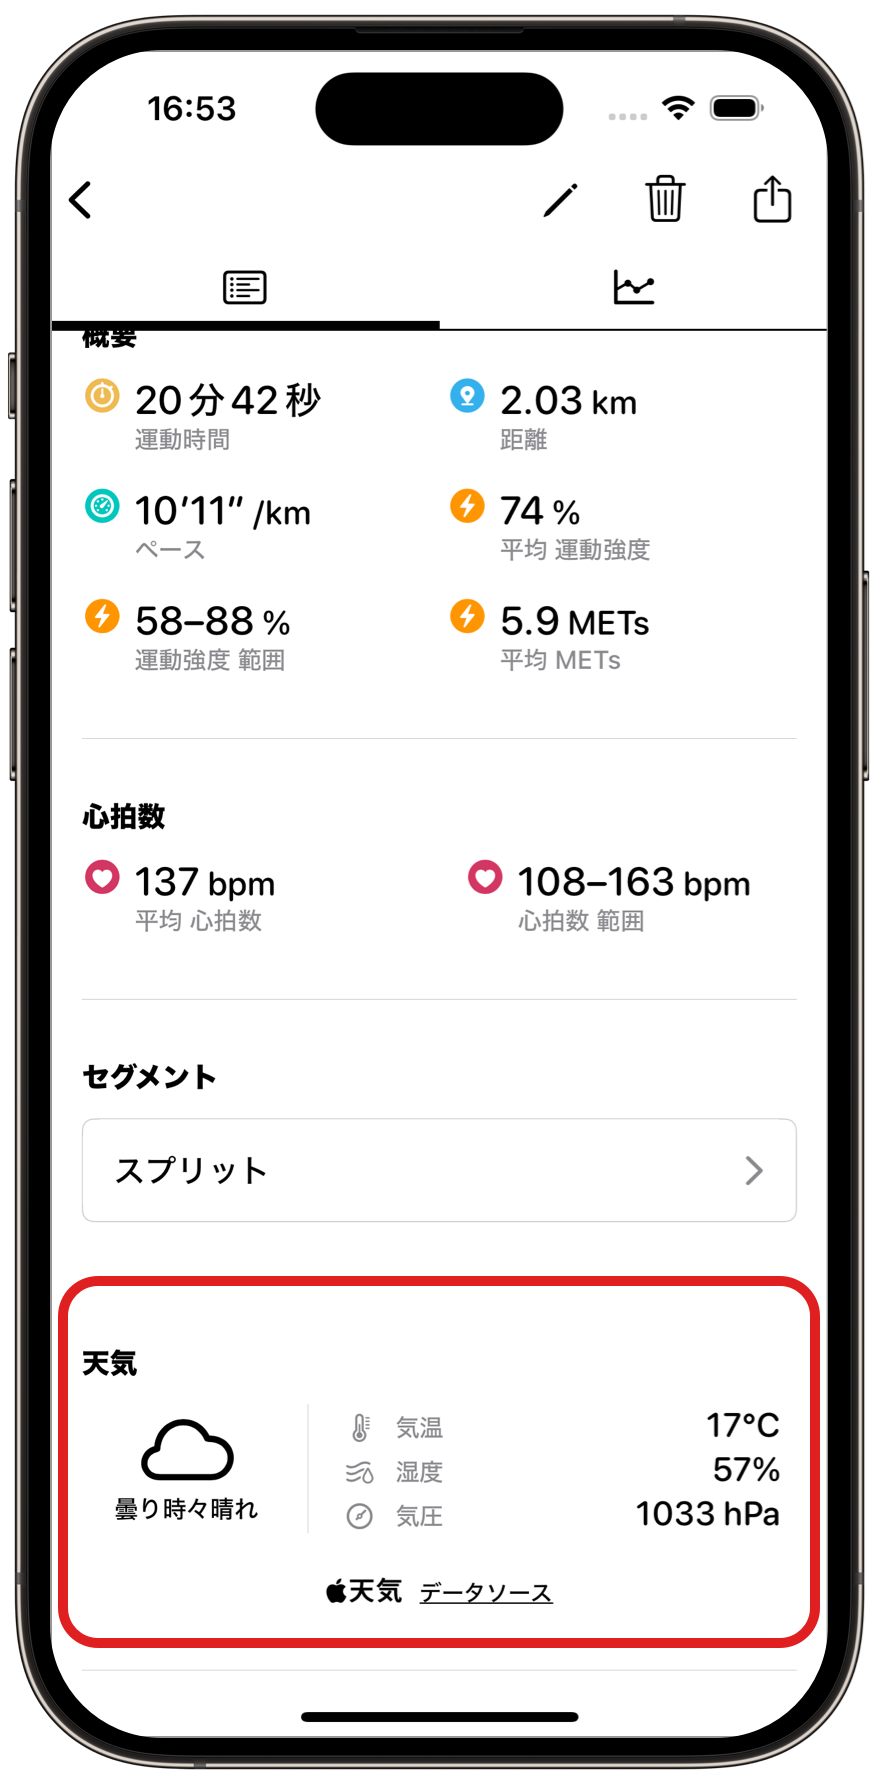 16:53
概要
20分42秒
運動時間
2.03 km
距離
10′11″ /km
ペース
74 %
平均 運動強度
58–88 %
運動強度 範囲
5.9 METs
平均 METs
心拍数
137 bpm
平均 心拍数
108–163 bpm
心拍数 範囲
セグメント
スプリット
天気
曇り時々晴れ
気温 17°C
湿度 57%
気圧 1033 hPa
天気 データソース